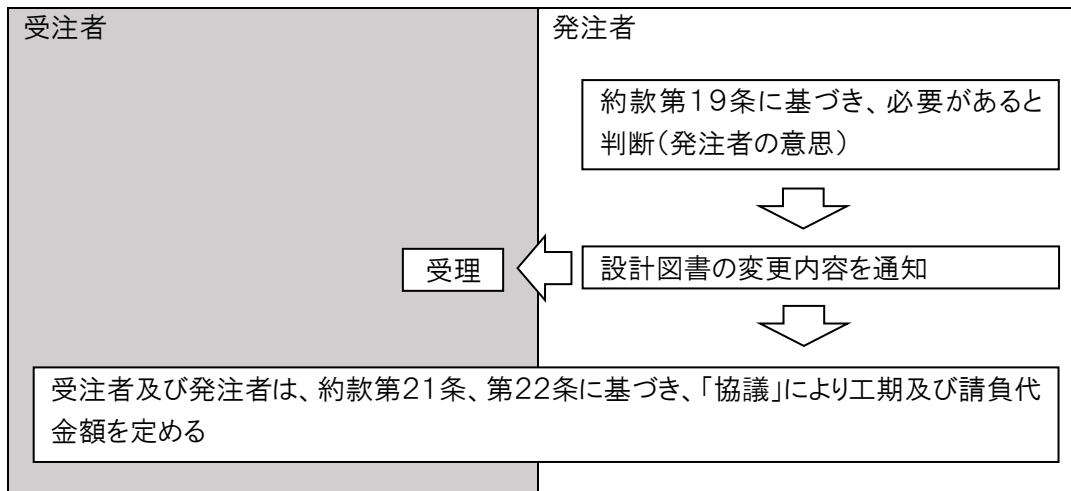 受注者
発注者
約款第19条に基づき、必要があると
判断(発注者の意思)
受理
設計図書の変更内容を通知
受注者及び発注者は、約款第21条、第22条に基づき、「協議」により工期及び請負代
金額を定める